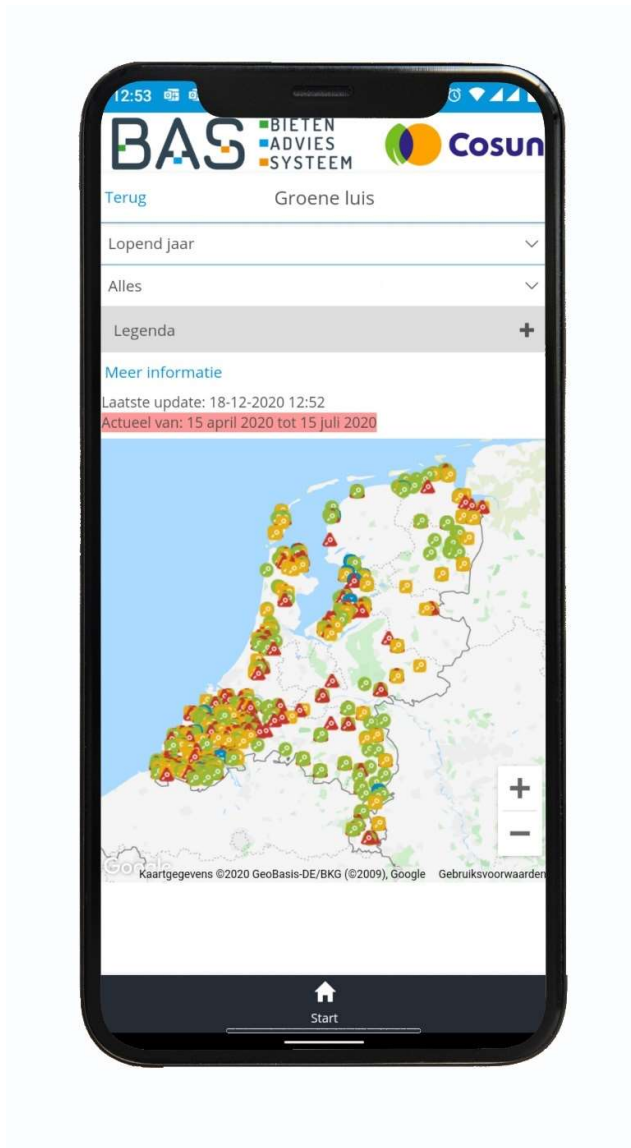 12:53
BAS BIETEN
ADVIES
SYSTEEM
Cosun
Terug
Groene luis
Lopend jaar
Alles
Legenda
Meer informatie
Laatste update: 18-12-2020 12:52
Actueel van: 15 april 2020 tot 15 juli 2020
Google
Kaartgegevens ©2020 GeoBasis-DE/BKG (©2009), Google
Gebruiksvoorwaarden
Start